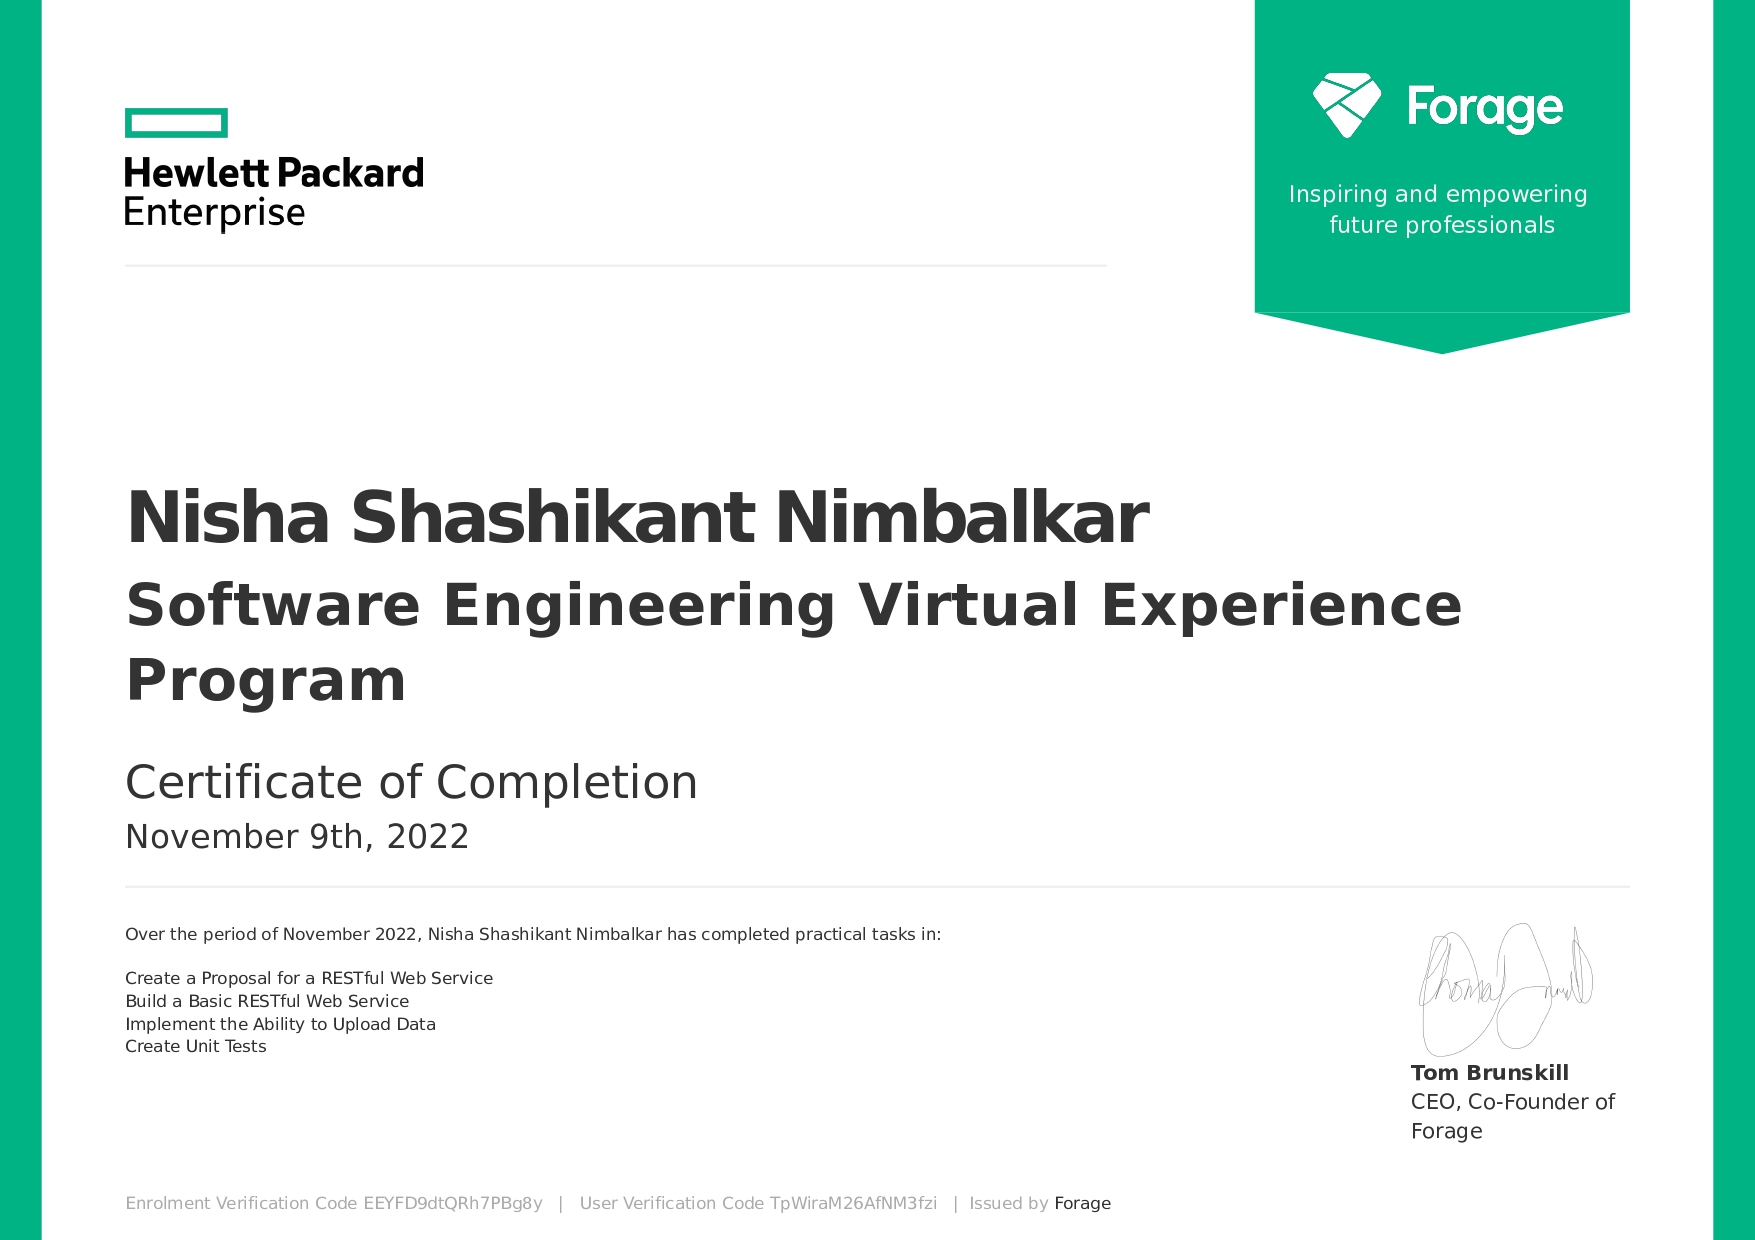 Hewlett Packard
Enterprise
Forage
Inspiring and empowering
future professionals
Nisha Shashikant Nimbalkar
Software Engineering Virtual Experience
Program
Certificate of Completion
November 9th, 2022
Over the period of November 2022, Nisha Shashikant Nimbalkar has completed practical tasks in:
Create a Proposal for a RESTful Web Service
Build a Basic RESTful Web Service
Implement the Ability to Upload Data
Create Unit Tests
Tom Brunskill
CEO, Co-Founder of
Forage
Enrolment Verification Code EEYFD9dtQRh7PBg8y | User Verification Code TpWiraM26AfNM3fzi | Issued by Forage